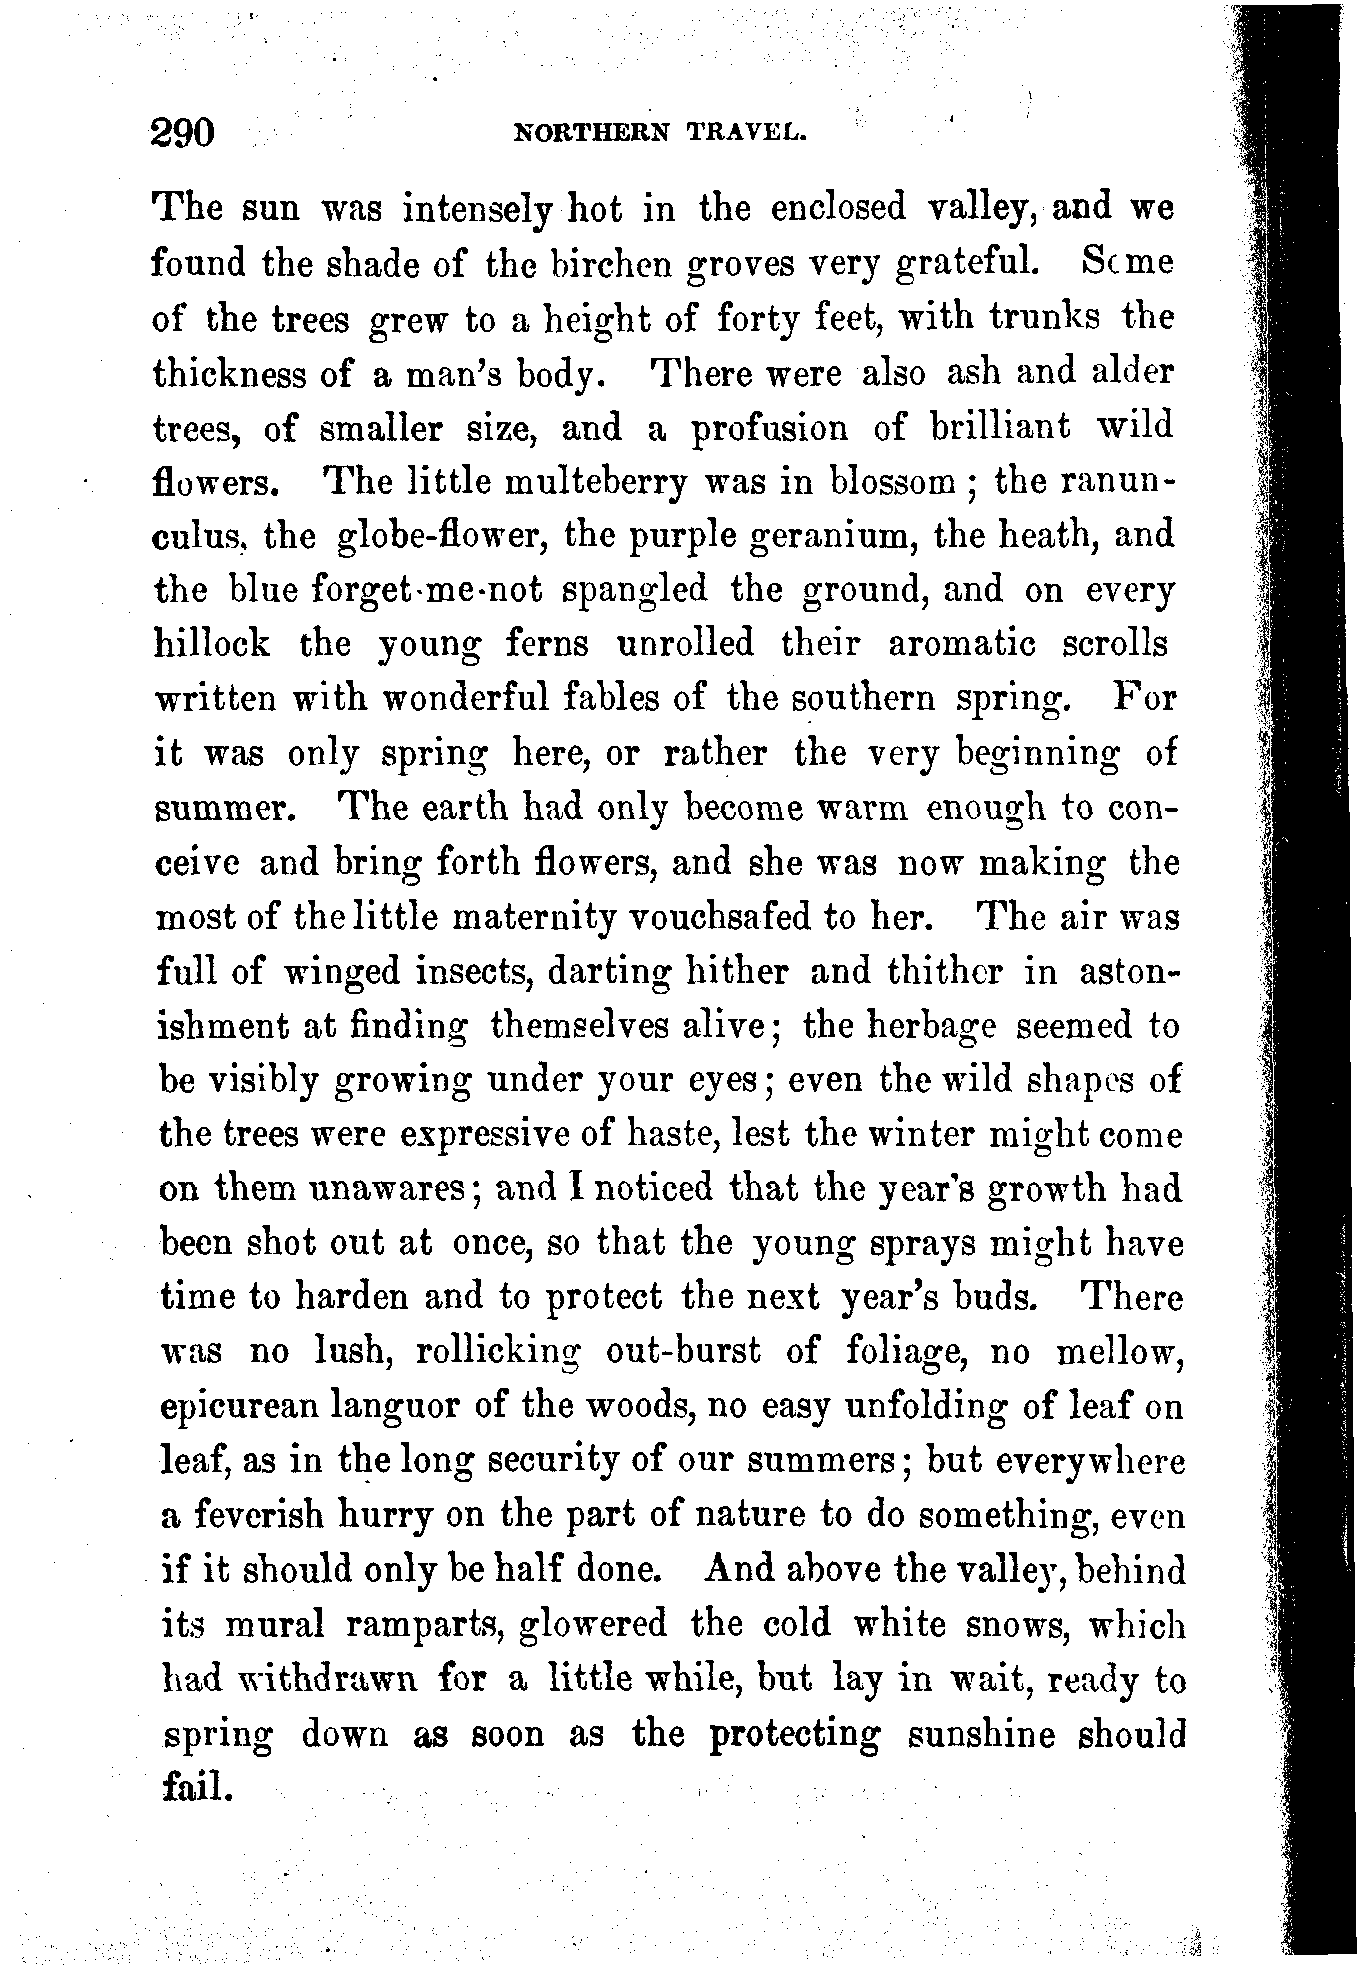 290 NORTHERN TRAVEL.
The sun was intensely hot in the enclosed valley, and we
found the shade of the birchen groves very grateful. Some
of the trees grew to a height of forty feet, with trunks the
thickness of a man's body. There were also ash and alder
trees, of smaller size, and a profusion of brilliant wild
flowers. The little multeberry was in blossom; the ranun-
culus, the globe-flower, the purple geranium, the heath, and
the blue forget-me-not spangled the ground, and on every
hillock the young ferns unrolled their aromatic scrolls
written with wonderful fables of the southern spring. For
it was only spring here, or rather the very beginning of
summer. The earth had only become warm enough to con-
ceive and bring forth flowers, and she was now making the
most of the little maternity vouchsafed to her. The air was
full of winged insects, darting hither and thither in aston-
ishment at finding themselves alive; the herbage seemed to
be visibly growing under your eyes; even the wild shapes of
the trees were expressive of haste, lest the winter might come
on them unawares; and I noticed that the year's growth had
been shot out at once, so that the young sprays might have
time to harden and to protect the next year's buds. There
was no lush, rollicking out-burst of foliage, no mellow,
epicurean languor of the woods, no easy unfolding of leaf on
leaf, as in the long security of our summers; but everywhere
a feverish hurry on the part of nature to do something, even
if it should only be half done. And above the valley, behind
its mural ramparts, glowered the cold white snows, which
had withdrawn for a little while, but lay in wait, ready to
spring down as soon as the protecting sunshine should
fail.